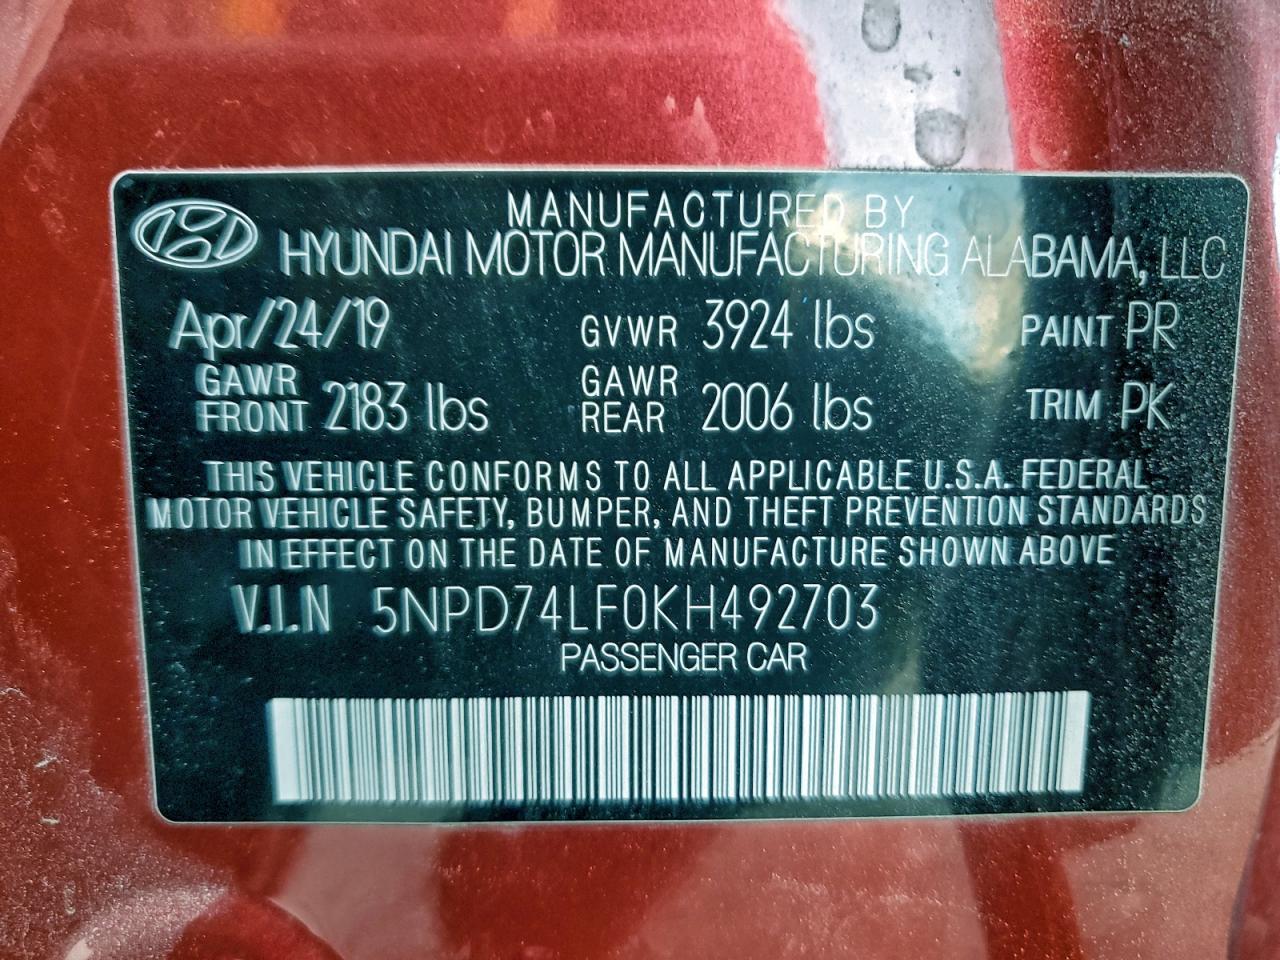 MANUFACTURED BY
HYUNDAI MOTOR MANUFACTURING ALABAMA, LLC
Apr/24/19 GVWR 3924 lbs PAINT PR
GAWR FRONT 2183 lbs GAWR REAR 2006 lbs TRIM PK
THIS VEHICLE CONFORMS TO ALL APPLICABLE U.S.A. FEDERAL
MOTOR VEHICLE SAFETY, BUMPER, AND THEFT PREVENTION STANDARDS
IN EFFECT ON THE DATE OF MANUFACTURE SHOWN ABOVE
V.I.N 5NPD74LF0KH492703
PASSENGER CAR